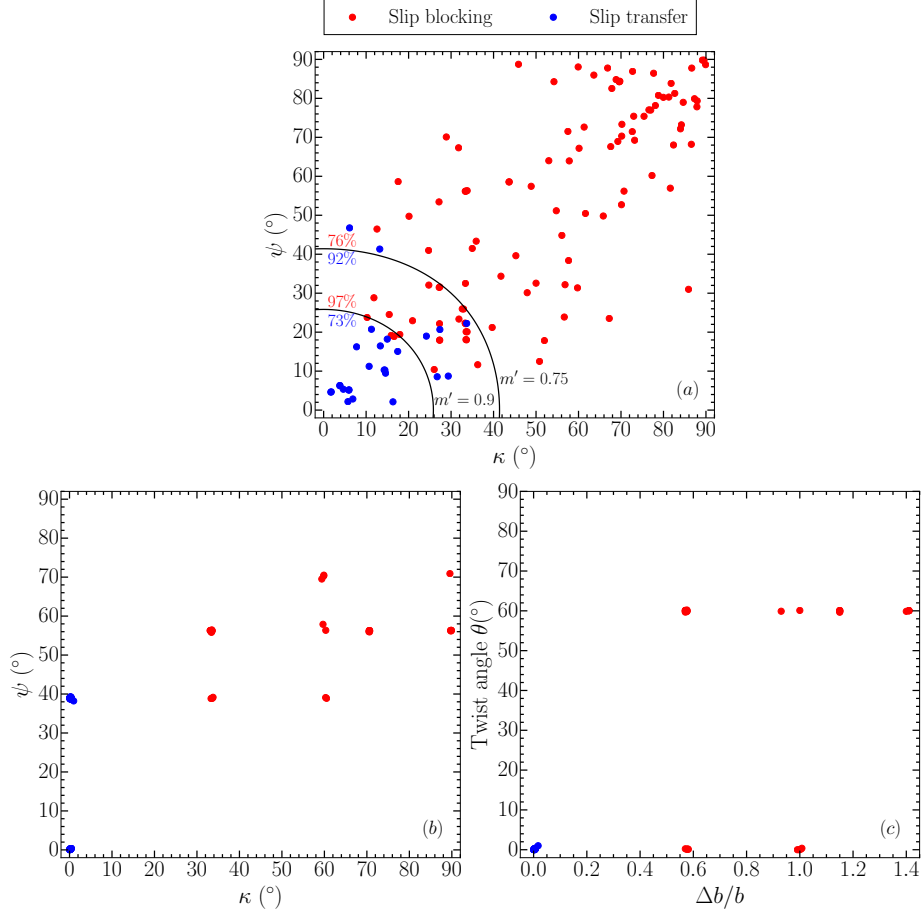 Slip blocking Slip transfer
90
80
70
60
50
40
30
20
10
0
ψ (°)
76%
92%
97%
73%
m′ = 0.75
m′ = 0.9
(a)
0 10 20 30 40 50 60 70 80 90
κ (°)
90
80
70
60
50
40
30
20
10
0
ψ (°)
(b)
0 10 20 30 40 50 60 70 80 90
κ (°)
90
80
70
60
50
40
30
20
10
0
Twist angle θ(°)
(c)
0.0 0.2 0.4 0.6 0.8 1.0 1.2 1.4
Δb/b